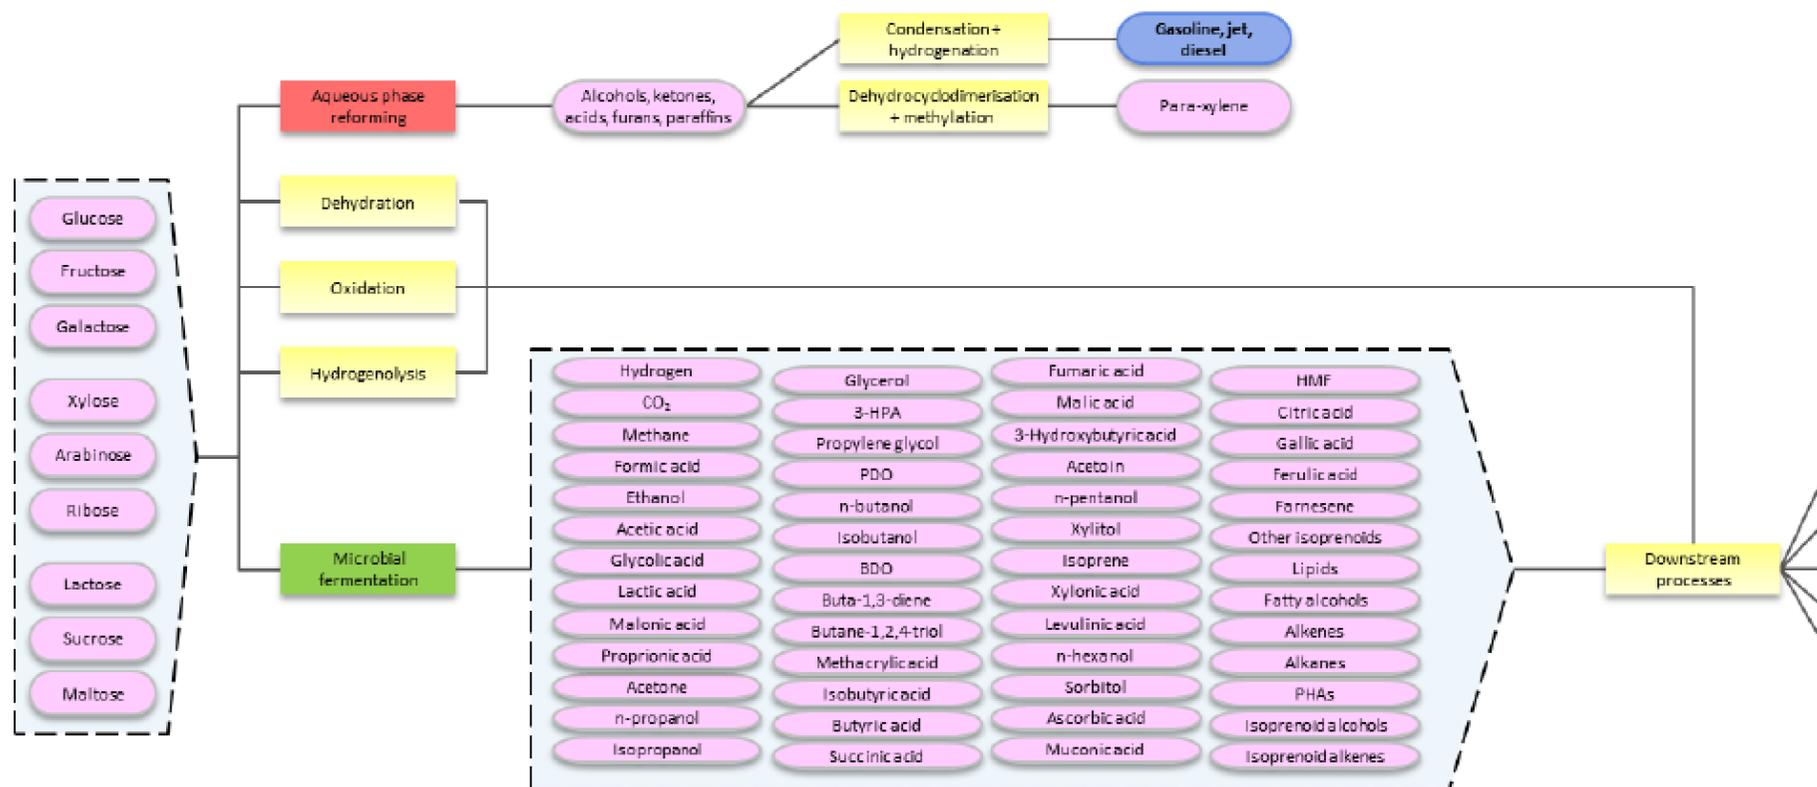 Condensation+
hydrogenation
Gasoline, jet,
diesel
Aqueous phase
reforming
Alcohols, ketones,
acids, furans, paraffins
Dehydrocyclodimerisation
+ methylation
Para-xylene
Dehydration
Oxidation
Hydrogenolysis
Glucose
Fructose
Galactose
Xylose
Arabinose
Ribose
Lactose
Sucrose
Maltose
Microbial
fermentation
Hydrogen
CO₂
Methane
Formic acid
Ethanol
Acetic acid
Glycolic acid
Lactic acid
Malonic acid
Proprionic acid
Acetone
n-propanol
Isopropanol
Glycerol
3-HPA
Propylene glycol
PDO
n-butanol
Isobutanol
BDO
Buta-1,3-diene
Butane-1,2,4-triol
Methacrylic acid
Isobutyric acid
Butyric acid
Succinic acid
Fumaric acid
Malic acid
3-Hydroxybutyric acid
Acetoin
n-pentanol
Xylitol
Isoprene
Xylonic acid
Levulinic acid
n-hexanol
Sorbitol
Ascorbic acid
Muconic acid
HMF
Citric acid
Gallic acid
Ferulic acid
Farnesene
Other isoprenoids
Lipids
Fatty alcohols
Alkenes
Alkanes
PHAs
Isoprenoid alcohols
Isoprenoid alkenes
Downstream
processes